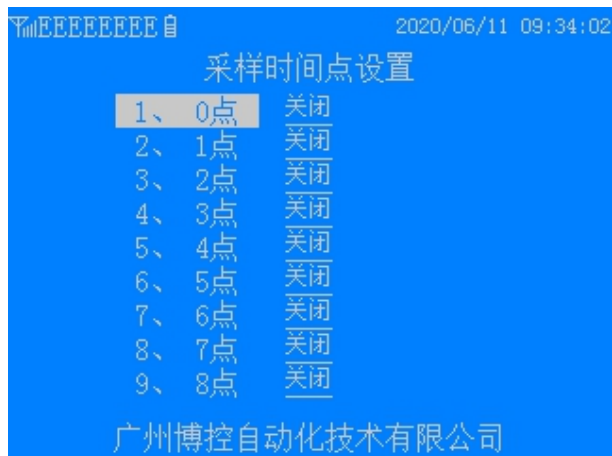 EEEEEEEEE 2020/06/11 09:34:02
采样时间点设置
1、 0点 关闭
2、 1点 关闭
3、 2点 关闭
4、 3点 关闭
5、 4点 关闭
6、 5点 关闭
7、 6点 关闭
8、 7点 关闭
9、 8点 关闭
广州博控自动化技术有限公司